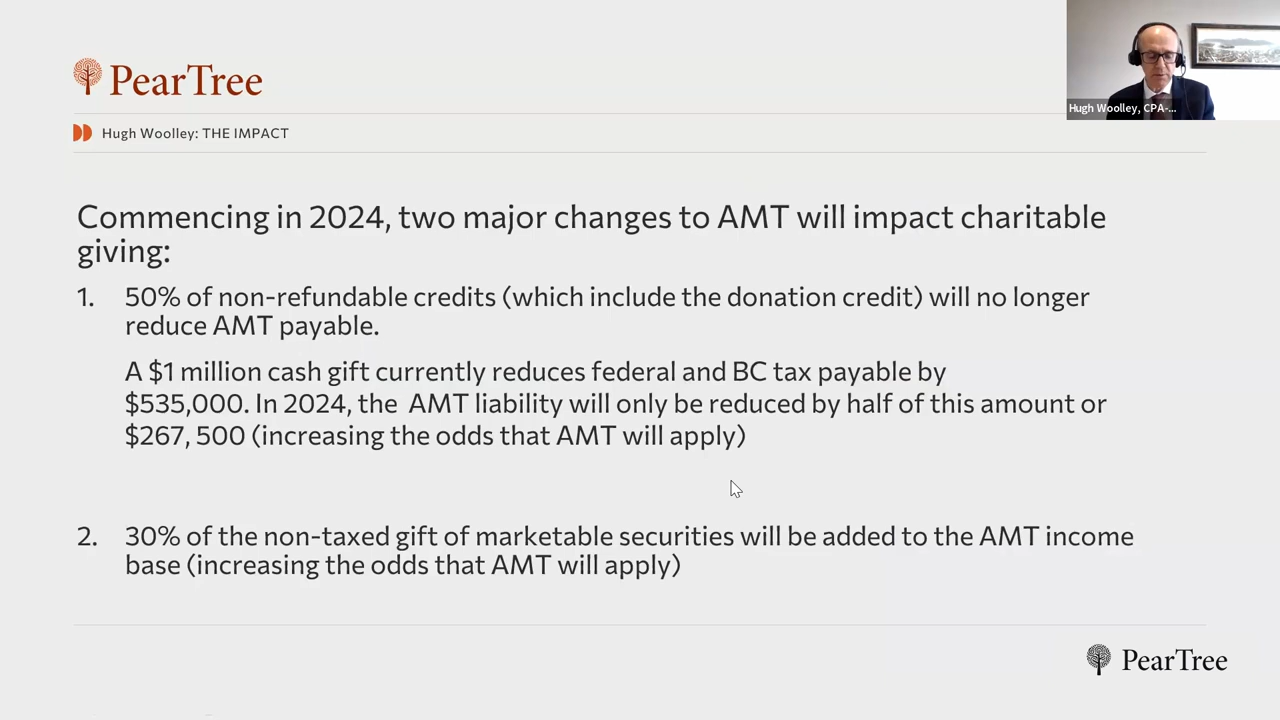 PearTree
Hugh Woolley, CPA-...
Hugh Woolley: THE IMPACT
Commencing in 2024, two major changes to AMT will impact charitable
giving:
1. 50% of non-refundable credits (which include the donation credit) will no longer
reduce AMT payable.
A $1 million cash gift currently reduces federal and BC tax payable by
$535,000. In 2024, the AMT liability will only be reduced by half of this amount or
$267, 500 (increasing the odds that AMT will apply)
2. 30% of the non-taxed gift of marketable securities will be added to the AMT income
base (increasing the odds that AMT will apply)
PearTree